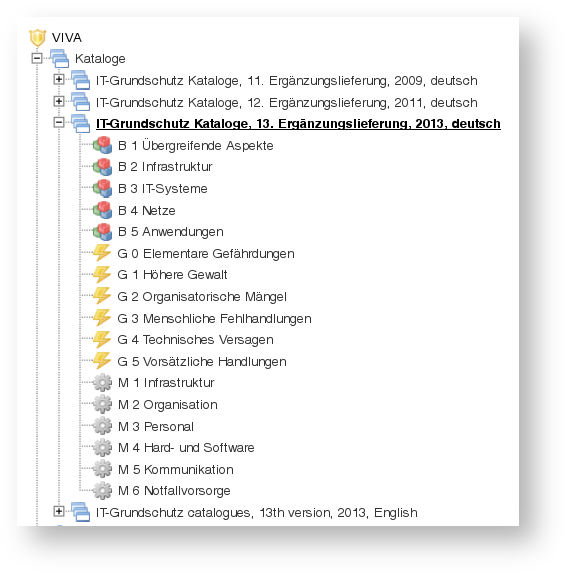 VIVA
Kataloge
IT-Grundschutz Kataloge, 11. Ergänzungslieferung, 2009, deutsch
IT-Grundschutz Kataloge, 12. Ergänzungslieferung, 2011, deutsch
IT-Grundschutz Kataloge, 13. Ergänzungslieferung, 2013, deutsch
B 1 Übergreifende Aspekte
B 2 Infrastruktur
B 3 IT-Systeme
B 4 Netze
B 5 Anwendungen
G 0 Elementare Gefährdungen
G 1 Höhere Gewalt
G 2 Organisatorische Mängel
G 3 Menschliche Fehlhandlungen
G 4 Technisches Versagen
G 5 Vorsätzliche Handlungen
M 1 Infrastruktur
M 2 Organisation
M 3 Personal
M 4 Hard- und Software
M 5 Kommunikation
M 6 Notfallvorsorge
IT-Grundschutz catalogues, 13th version, 2013, English